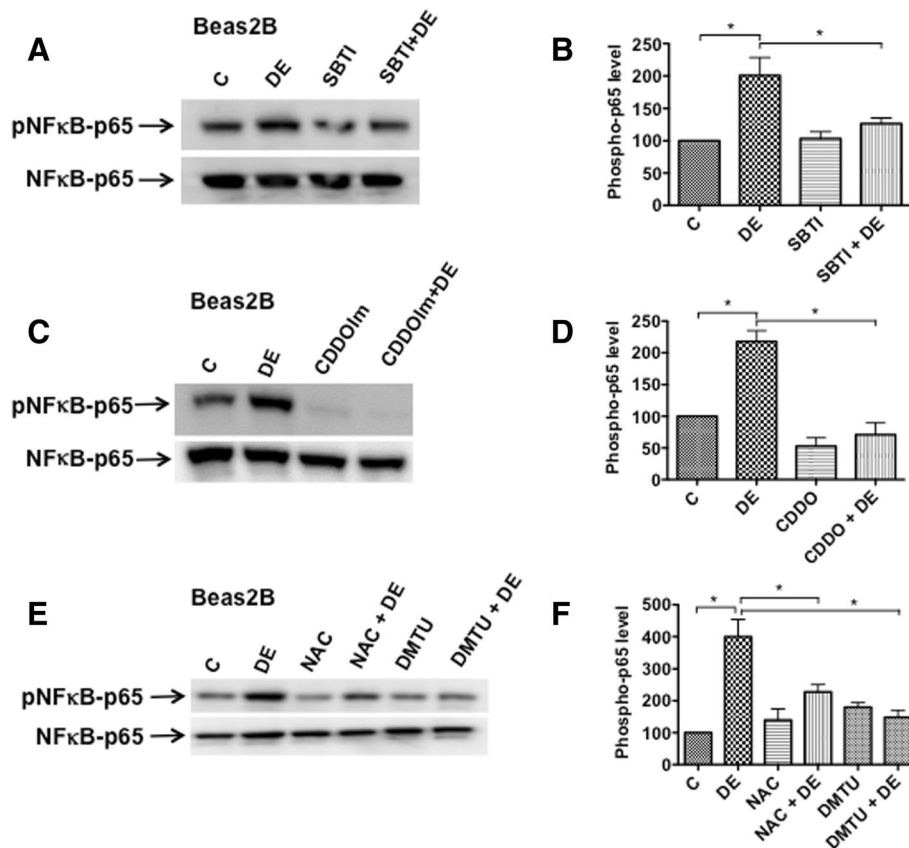 A
Beas2B
C
DE
SBTI
SBTI+DE
pNFκB-p65
NFκB-p65
B
Phospho-p65 level
250
200
150
100
50
0
*
*
C
DE
SBTI
SBTI + DE
C
Beas2B
C
DE
CDDOIm
CDDOIm+DE
pNFκB-p65
NFκB-p65
D
Phospho-p65 level
250
200
150
100
50
0
*
*
C
DE
CDDO
CDDO + DE
E
Beas2B
C
DE
NAC
NAC + DE
DMTU
DMTU + DE
pNFκB-p65
NFκB-p65
F
Phospho-p65 level
500
400
300
200
100
0
*
*
*
C
DE
NAC
NAC + DE
DMTU
DMTU + DE